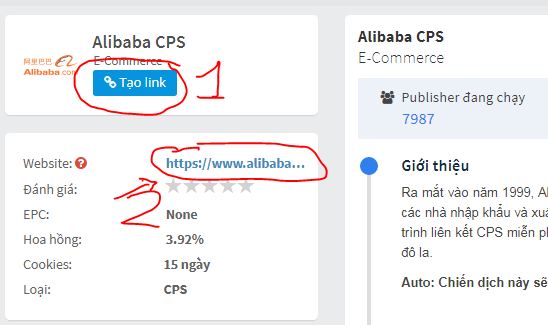 阿里巴巴
Alibaba.com
Alibaba CPS
E-Commerce
Tạo link
1
Website:
https://www.alibaba...
Đánh giá:
2
EPC:
None
Hoa hồng:
3.92%
Cookies:
15 ngày
Loại:
CPS
Alibaba CPS
E-Commerce
Publisher đang chạy
7987
Giới thiệu
Ra mắt vào năm 1999, Al
các nhà nhập khẩu và xuấ
trình liên kết CPS miễn ph
đô la.
Auto: Chiến dịch này sẽ